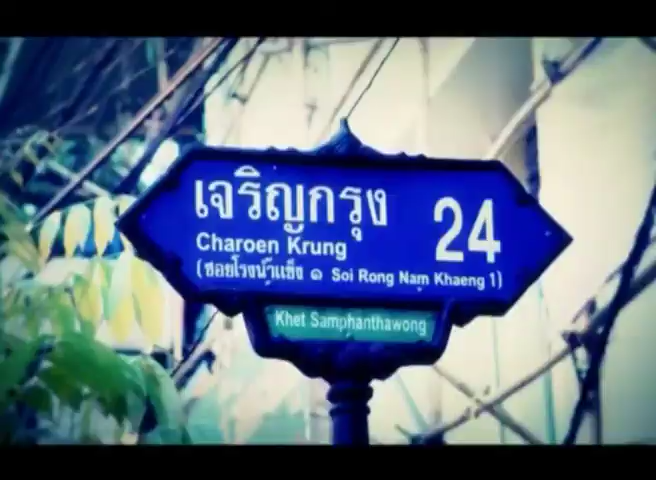 เจริญกรุง 24
Charoen Krung
(ซอยโรงน้ำแข็ง ๑ Soi Rong Nam Khaeng 1)
Khet Samphanthawong